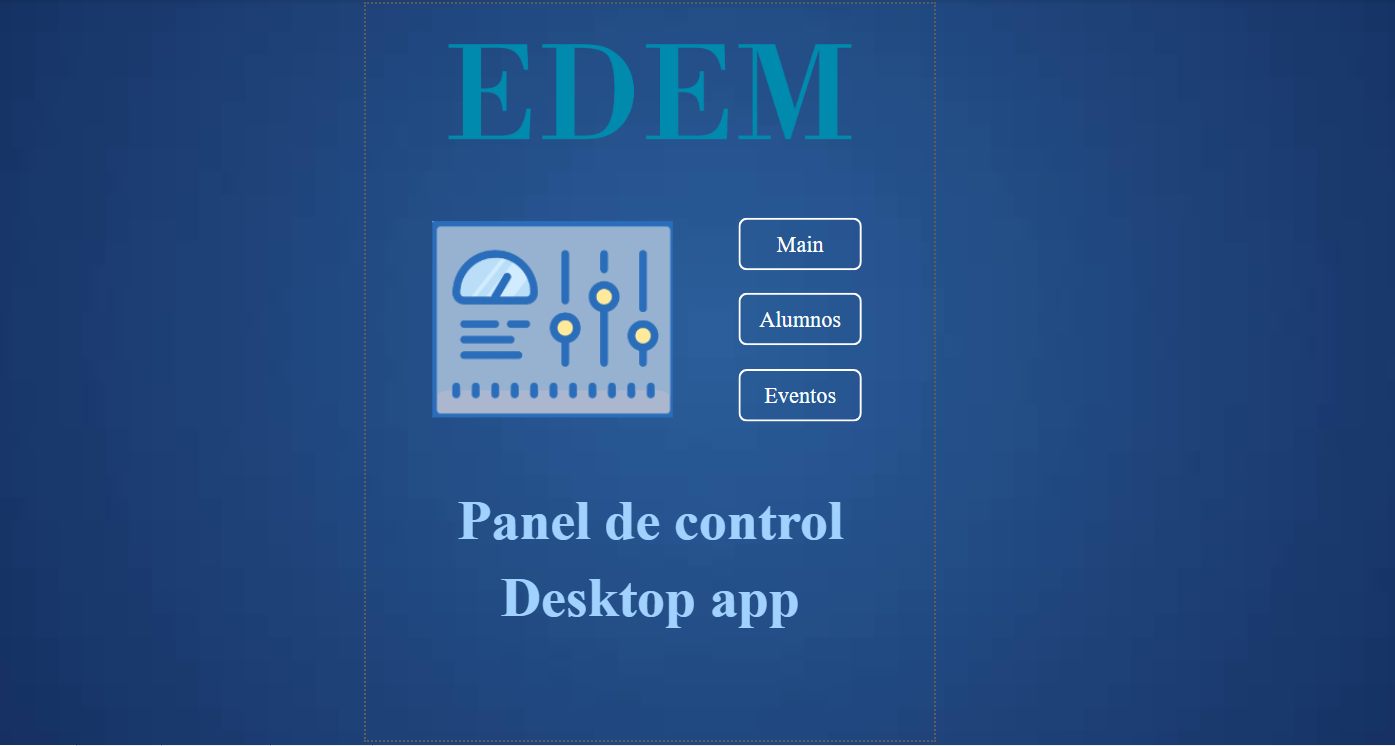 EDEM
Main
Alumnos
Eventos
Panel de control
Desktop app